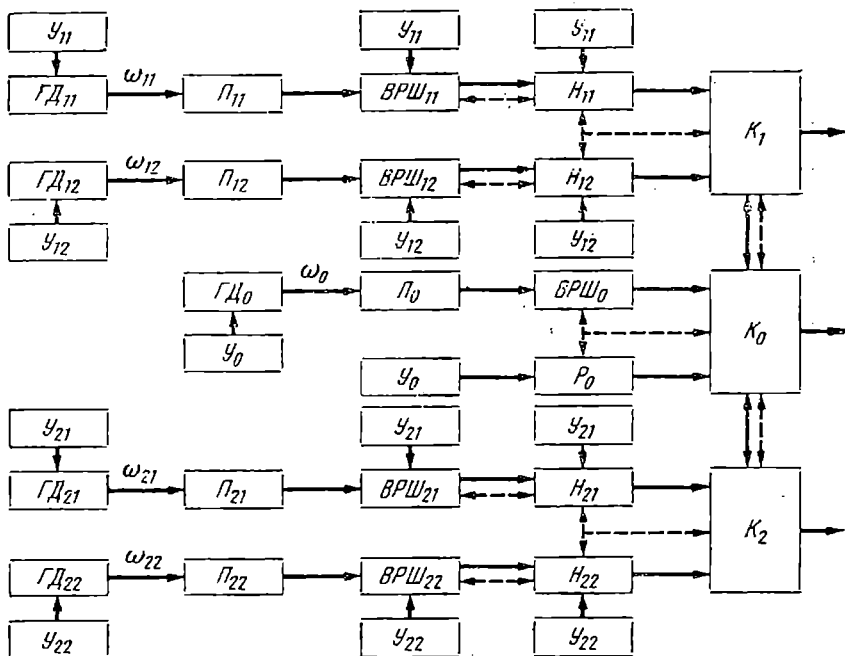 У₁₁ У₁₁ У₁₁
ω₁₁
ГД₁₁ П₁₁ ВРШ₁₁ Н₁₁
К₁
ω₁₂
ГД₁₂ П₁₂ ВРШ₁₂ Н₁₂
У₁₂ У₁₂ У₁₂
ω₀
ГД₀ П₀ ВРШ₀
К₀
У₀ У₀ Р₀
У₂₁ У₂₁ У₂₁
ω₂₁
ГД₂₁ П₂₁ ВРШ₂₁ Н₂₁
К₂
ω₂₂
ГД₂₂ П₂₂ ВРШ₂₂ Н₂₂
У₂₂ У₂₂ У₂₂